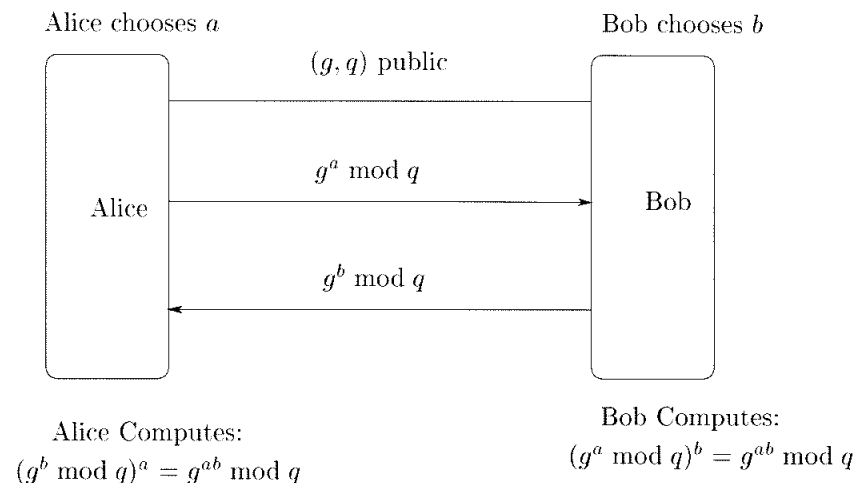 Alice chooses a
Bob chooses b
(g, q) public
g^a mod q
Alice
Bob
g^b mod q
Alice Computes:
(g^b mod q)^a = g^{ab} mod q
Bob Computes:
(g^a mod q)^b = g^{ab} mod q